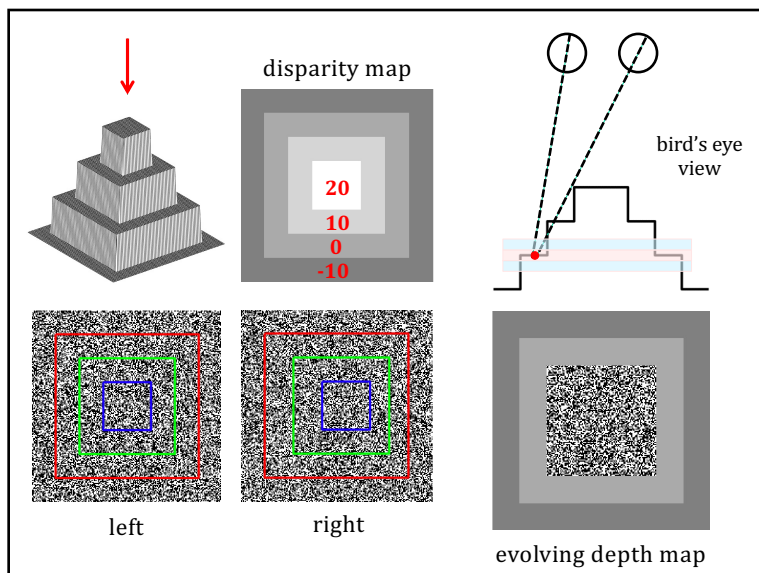 disparity map
20
10
0
-10
bird’s eye
view
left
right
evolving depth map